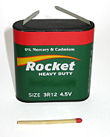 0% Mercury & Cadmium
Rocket
HEAVY DUTY
SIZE 3R12 4.5V